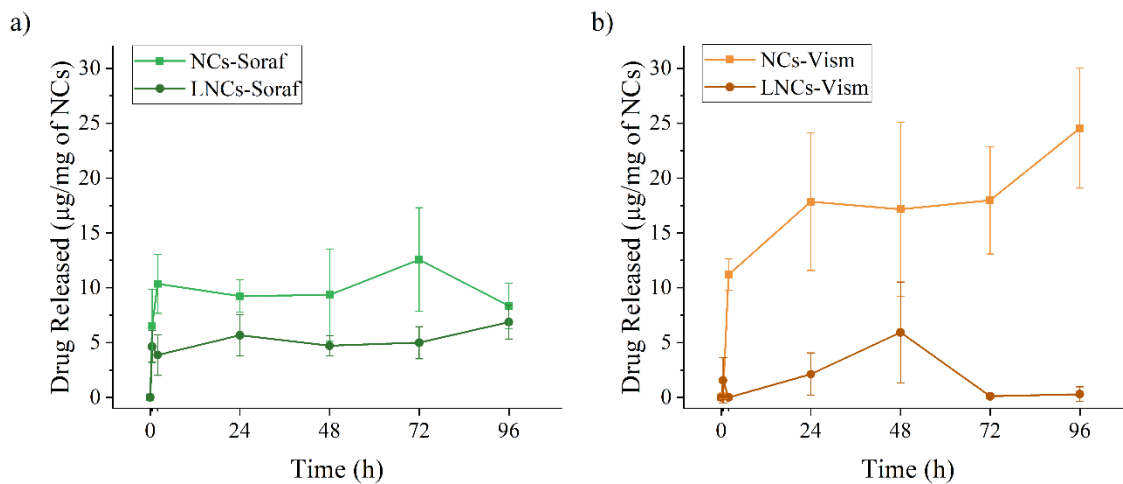 a)
NCs-Soraf
LNCs-Soraf
Drug Released (µg/mg of NCs)
30
25
20
15
10
5
0
0 24 48 72 96
Time (h)
b)
NCs-Vism
LNCs-Vism
Drug Released (µg/mg of NCs)
30
25
20
15
10
5
0
0 24 48 72 96
Time (h)